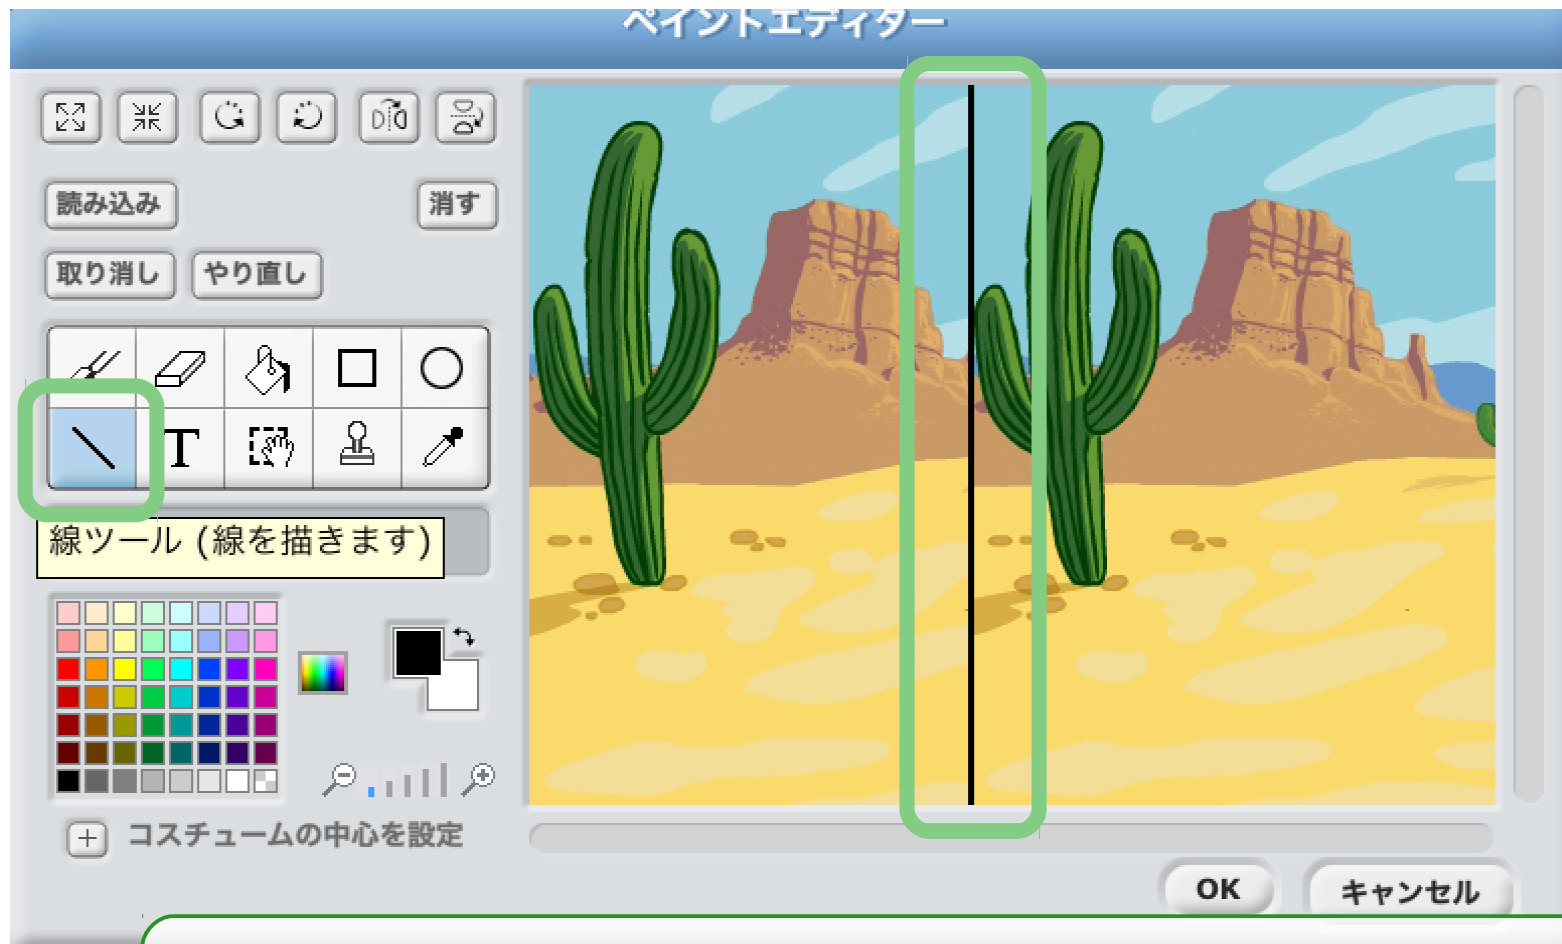 ペイントエディター
読み込み
消す
取り消し
やり直し
T
線ツール (線を描きます)
コスチュームの中心を設定
OK
キャンセル